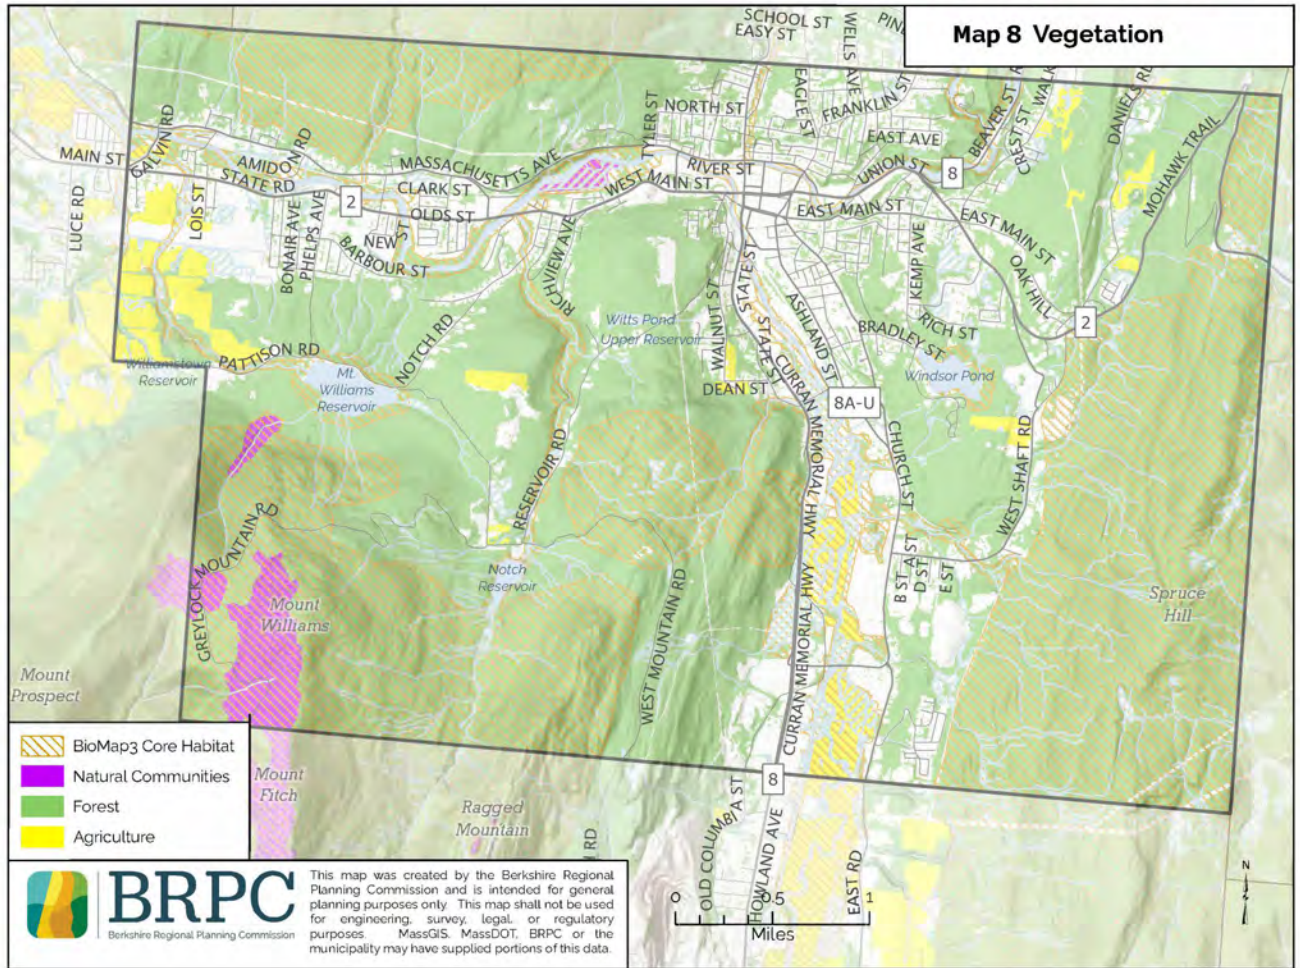 Map 8 Vegetation
SCHOOL ST
EASY ST
WELLS AVE
EAGLE ST
FRANKLIN ST
NORTH ST
TYLER ST
EAST AVE
BEAVER ST
CREST ST
DANIELS RD
MOHAWK TRAIL
MAIN ST
GALVIN RD
AMIDON RD
STATE RD
MASSACHUSETTS AVE
CLARK ST
RIVER ST
WEST MAIN ST
UNION ST
8
2
LUCE RD
LOIS ST
BONAIR AVE
PHELPS AVE
OLDS ST
NEW ST
BARBOUR ST
EAST MAIN ST
EAST MAIN ST
OAK HILL
KEMP AVE
RICHVIEW AVE
STATE ST
STATE ST
WALNUT ST
ASHLAND ST
RICH ST
BRADLEY ST
2
Witts Pond
Upper Reservoir
Windsor Pond
Williamstown
Reservoir
PATTISON RD
NOTCH RD
Mt.
Williams
Reservoir
DEAN ST
8A-U
CURRAN MEMORIAL HWY
CHURCH ST
WEST SHAFT RD
RESERVOIR RD
GREYLOCK MOUNTAIN RD
Notch
Reservoir
B ST
A ST
D ST
E ST
CURRAN MEMORIAL HWY
WEST MOUNTAIN RD
Mount
Williams
Spruce
Hill
Mount
Prospect
Mount
Fitch
Ragged
Mountain
8
OLD COLUMBIA ST
HOWLAND AVE
EAST RD
BioMap3 Core Habitat
Natural Communities
Forest
Agriculture
BRPC
Berkshire Regional Planning Commission
This map was created by the Berkshire Regional
Planning Commission and is intended for general
planning purposes only. This map shall not be used
for engineering, survey, legal, or regulatory
purposes. MassGIS, MassDOT, BRPC or the
municipality may have supplied portions of this data.
0
0.5
1
Miles
N